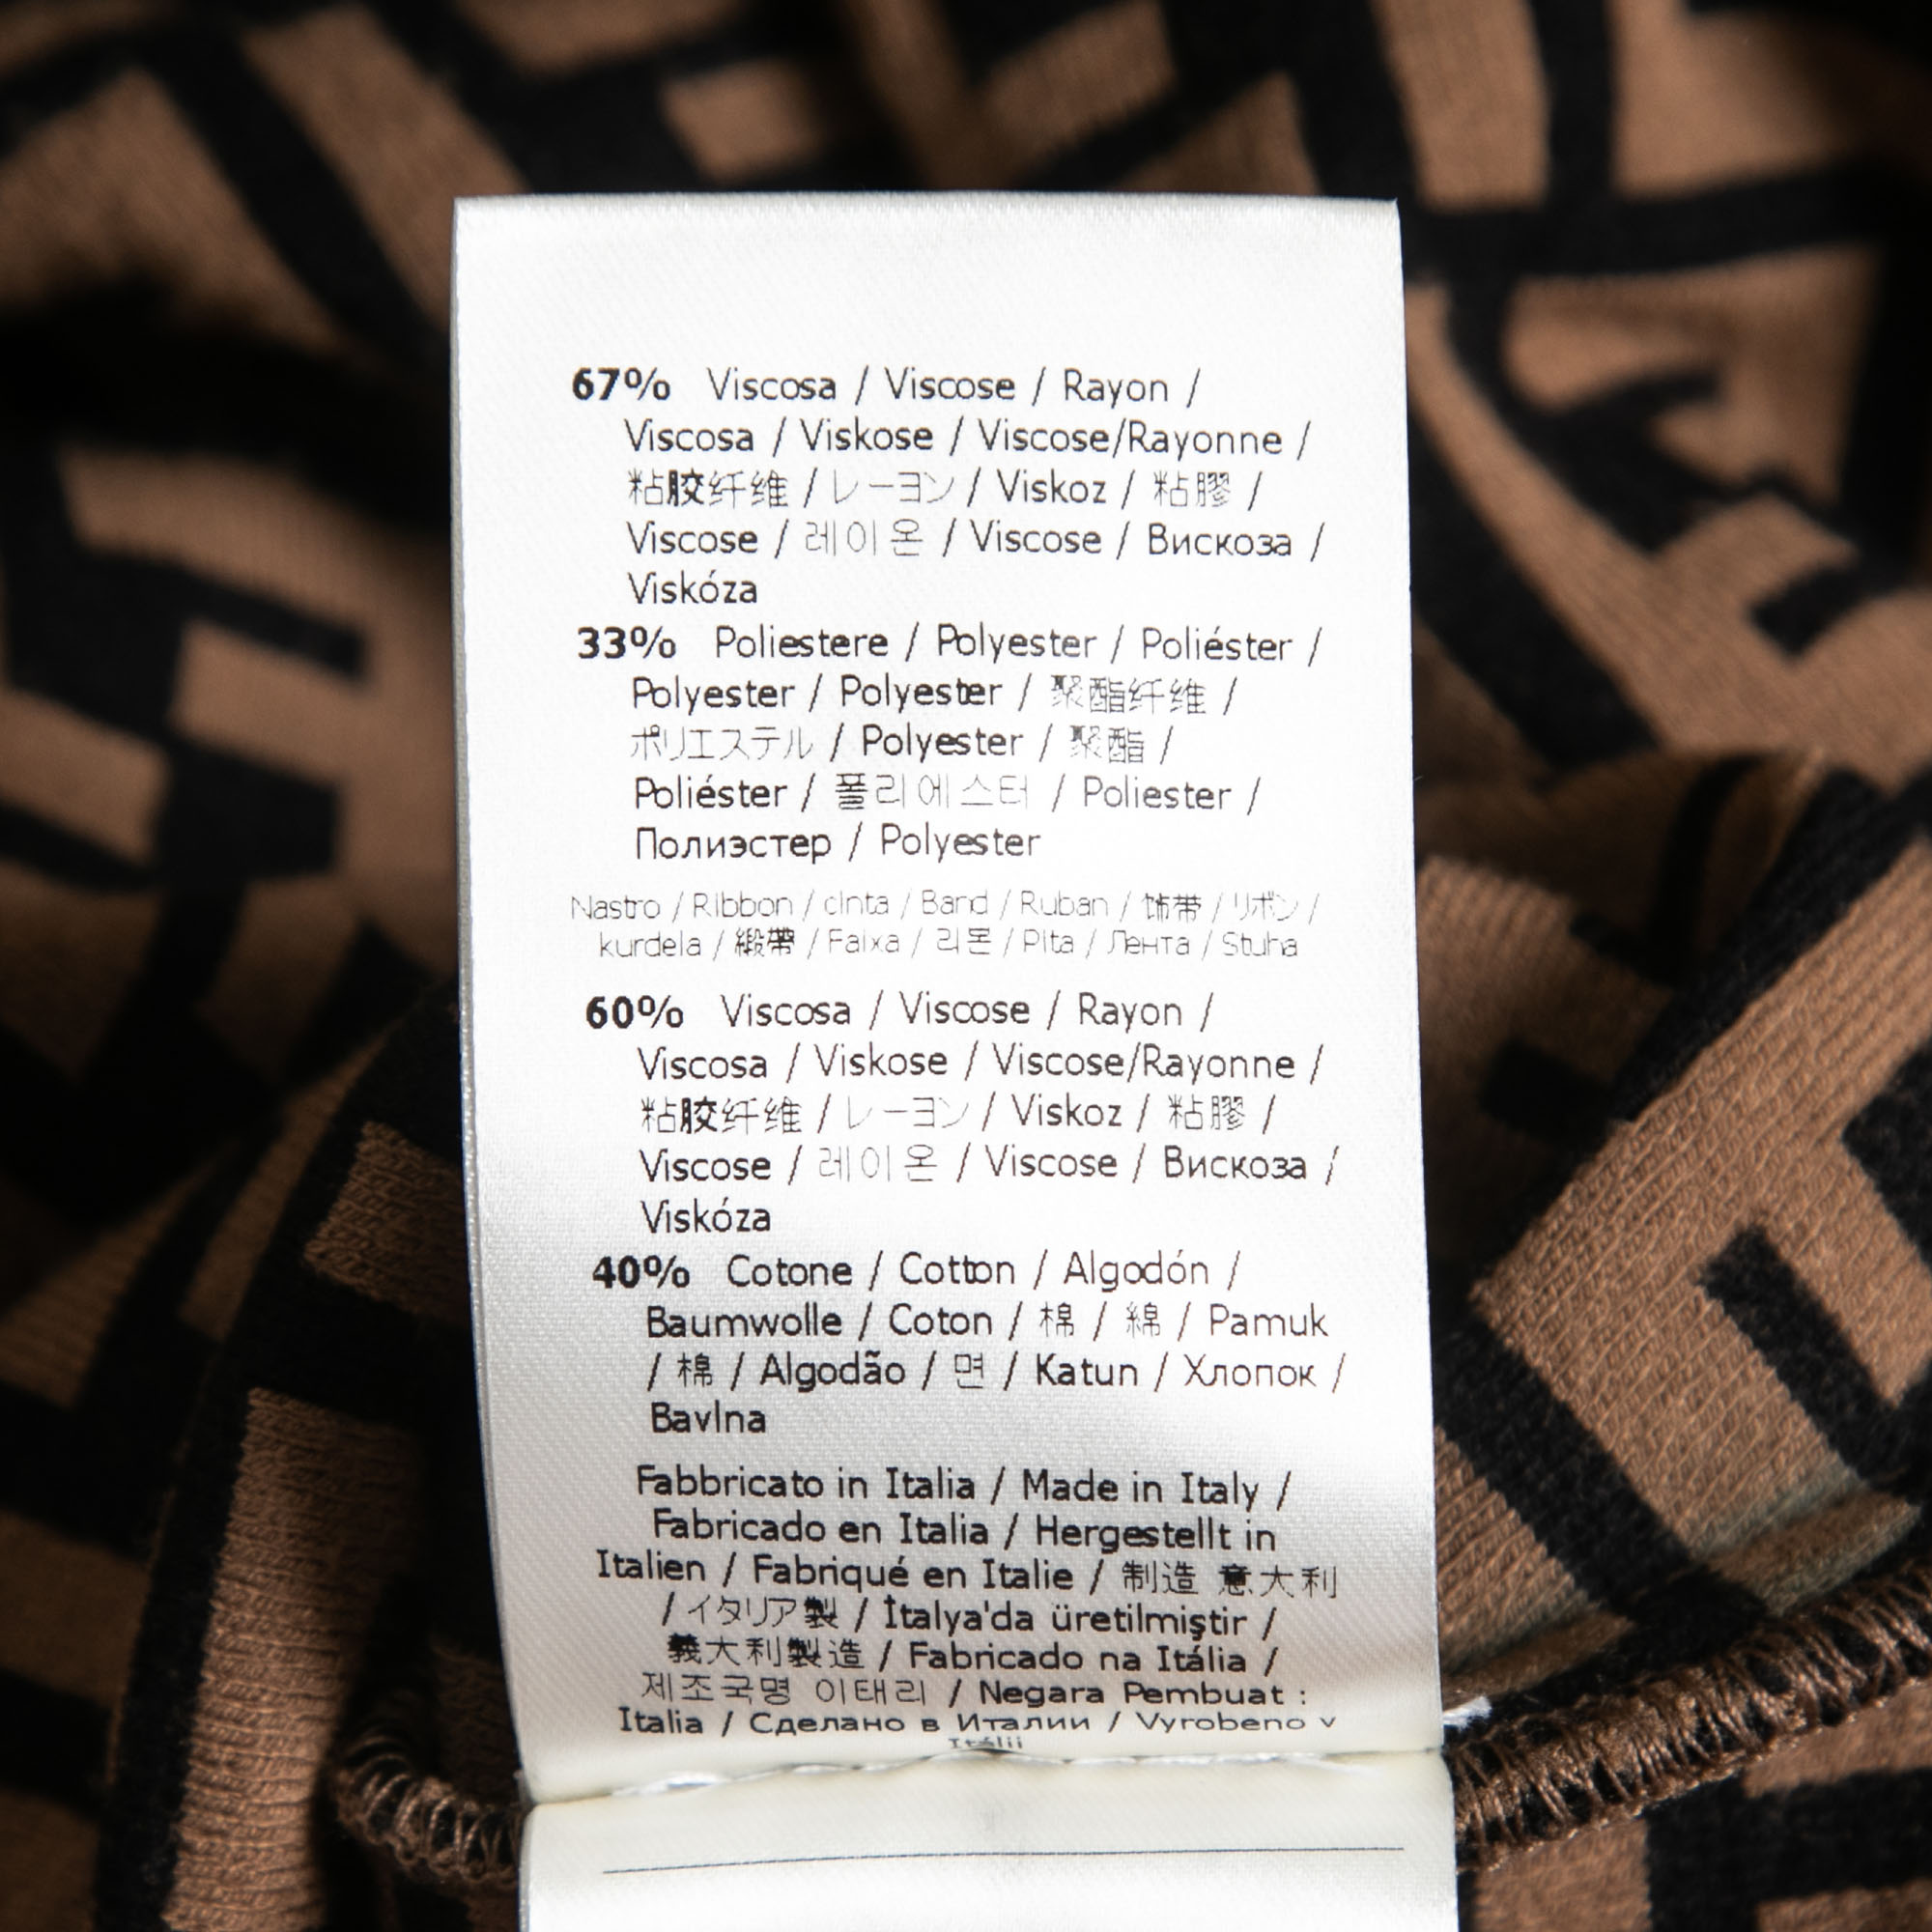 67% Viscosa / Viscose / Rayon /
Viscosa / Viskose / Viscose/Rayonne /
粘胶纤维 / レーヨン / Viskoz / 粘膠 /
Viscose / 레이온 / Viscose / Вискоза /
Viskóza
33% Poliestere / Polyester / Poliéster /
Polyester / Polyester / 聚酯纤维 /
ポリエステル / Polyester / 聚酯 /
Poliéster / 폴리에스터 / Poliester /
Полиэстер / Polyester
Nastro / Ribbon / cinta / Band / Ruban / 饰带 / リボン /
kurdela / 緞帶 / Faixa / 리본 / Pita / Лента / Stuha
60% Viscosa / Viscose / Rayon /
Viscosa / Viskose / Viscose/Rayonne /
粘胶纤维 / レーヨン / Viskoz / 粘膠 /
Viscose / 레이온 / Viscose / Вискоза /
Viskóza
40% Cotone / Cotton / Algodón /
Baumwolle / Coton / 棉 / 綿 / Pamuk
/ 棉 / Algodão / 면 / Katun / Хлопок /
Bavlna
Fabbricato in Italia / Made in Italy /
Fabricado en Italia / Hergestellt in
Italien / Fabriqué en Italie / 制造 意大利
/ イタリア製 / İtalya'da üretilmiştir /
義大利製造 / Fabricado na Itália /
제조국명 이태리 / Negara Pembuat :
Italia / Сделано в Италии / Vyrobeno v
Itálii